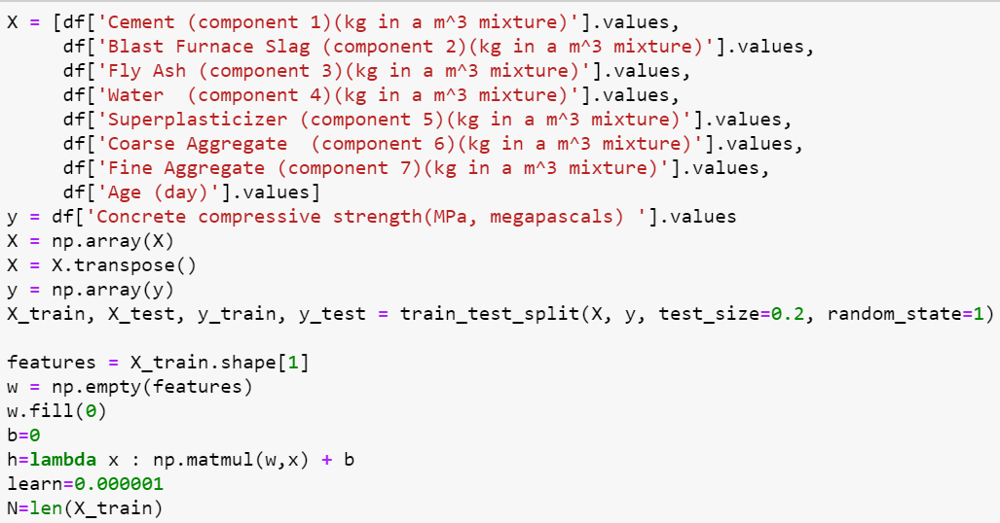 X = [df['Cement (component 1)(kg in a m^3 mixture)'].values,
     df['Blast Furnace Slag (component 2)(kg in a m^3 mixture)'].values,
     df['Fly Ash (component 3)(kg in a m^3 mixture)'].values,
     df['Water  (component 4)(kg in a m^3 mixture)'].values,
     df['Superplasticizer (component 5)(kg in a m^3 mixture)'].values,
     df['Coarse Aggregate  (component 6)(kg in a m^3 mixture)'].values,
     df['Fine Aggregate (component 7)(kg in a m^3 mixture)'].values,
     df['Age (day)'].values]
y = df['Concrete compressive strength(MPa, megapascals) '].values
X = np.array(X)
X = X.transpose()
y = np.array(y)
X_train, X_test, y_train, y_test = train_test_split(X, y, test_size=0.2, random_state=1)

features = X_train.shape[1]
w = np.empty(features)
w.fill(0)
b=0
h=lambda x : np.matmul(w,x) + b
learn=0.000001
N=len(X_train)